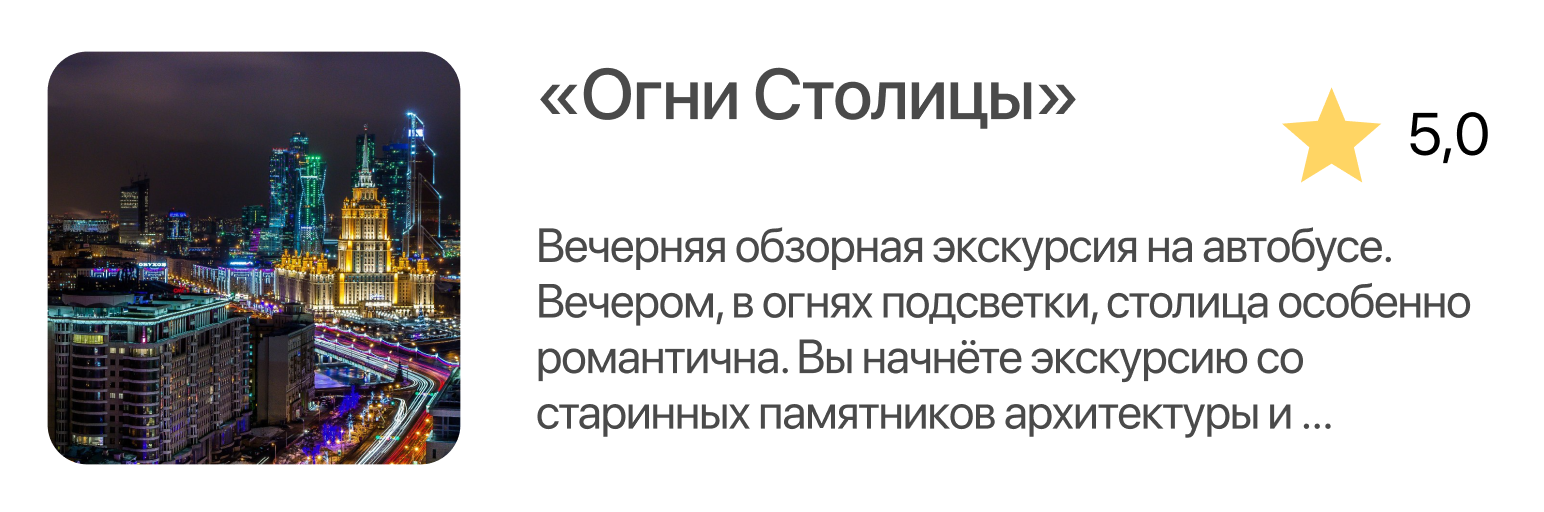 «Огни Столицы»
5,0
Вечерняя обзорная экскурсия на автобусе.
Вечером, в огнях подсветки, столица особенно
романтична. Вы начнёте экскурсию со
старинных памятников архитектуры и ...